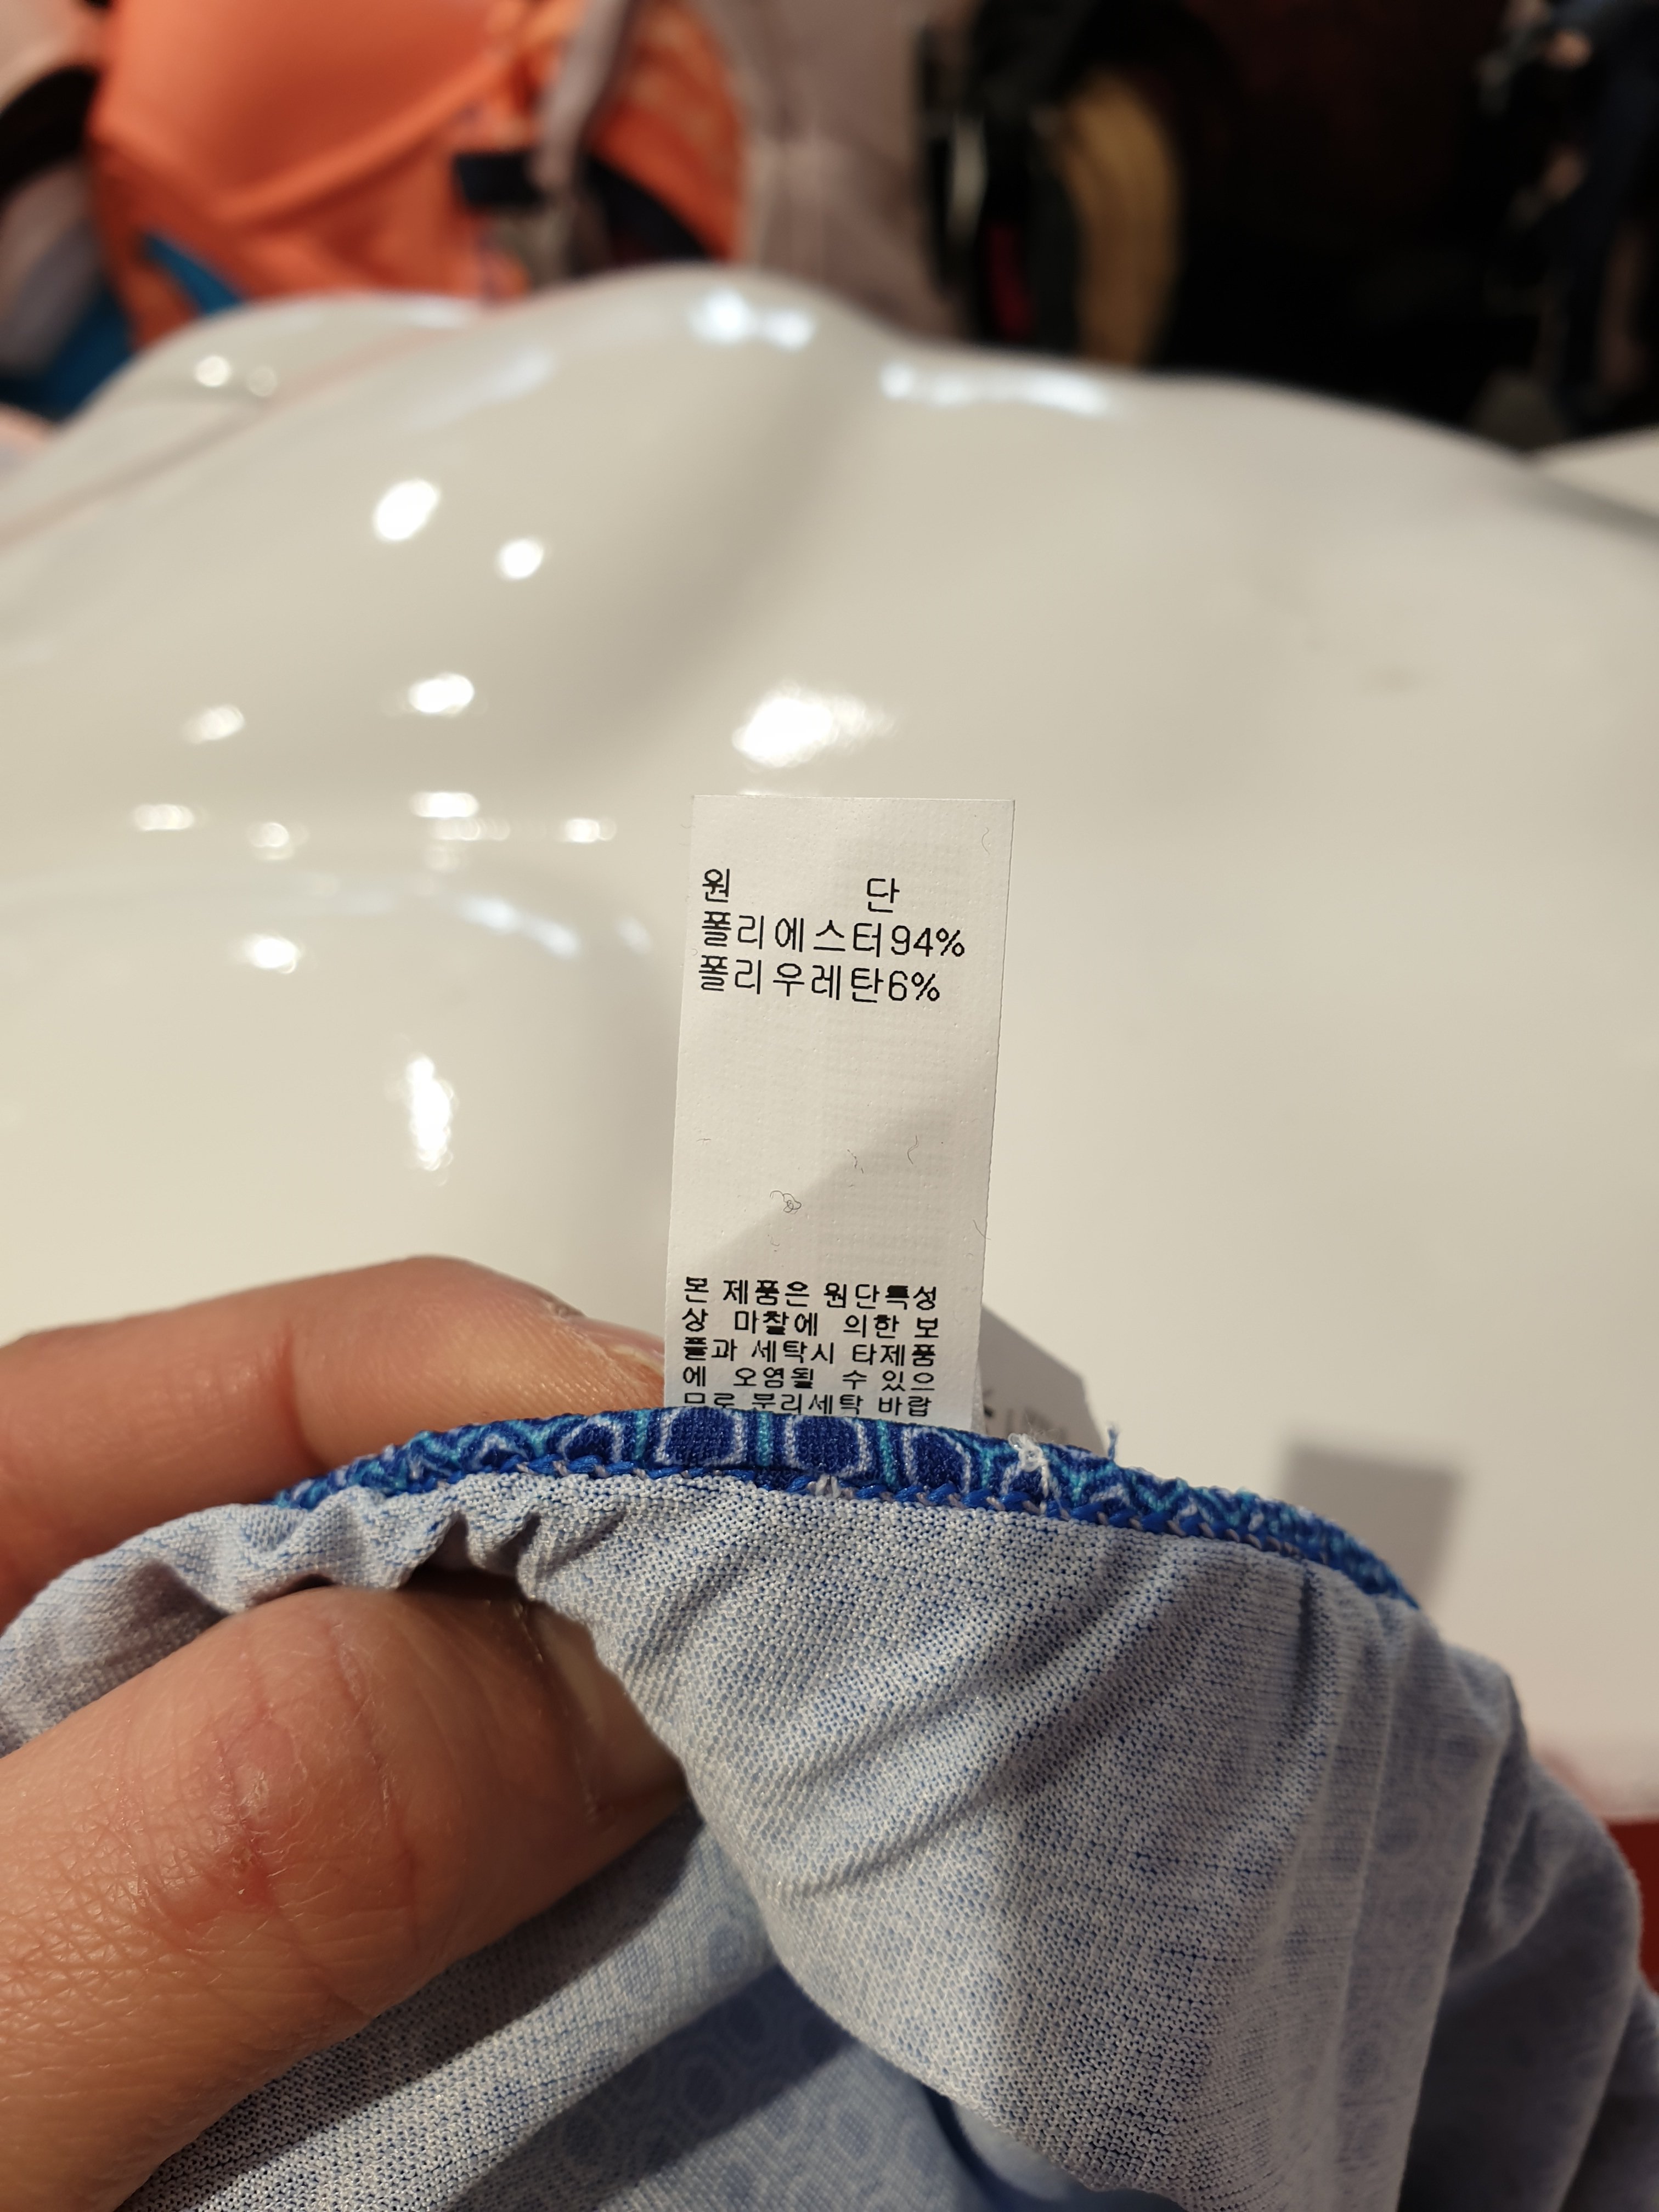 원 단
폴리에스터94%
폴리우레탄6%
본 제품은 원단특성
상 마찰에 의한 보
플과 세탁시 타제품
에 오염될 수 있으
므로 분리세탁 바랍